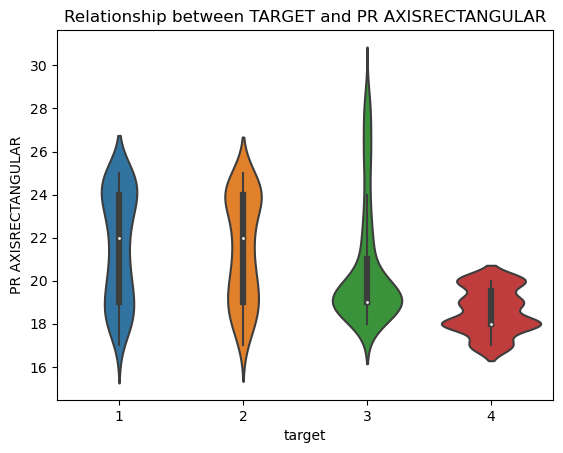 Relationship between TARGET and PR AXISRECTANGULAR
PR AXISRECTANGULAR
30
28
26
24
22
20
18
16
1 2 3 4
target